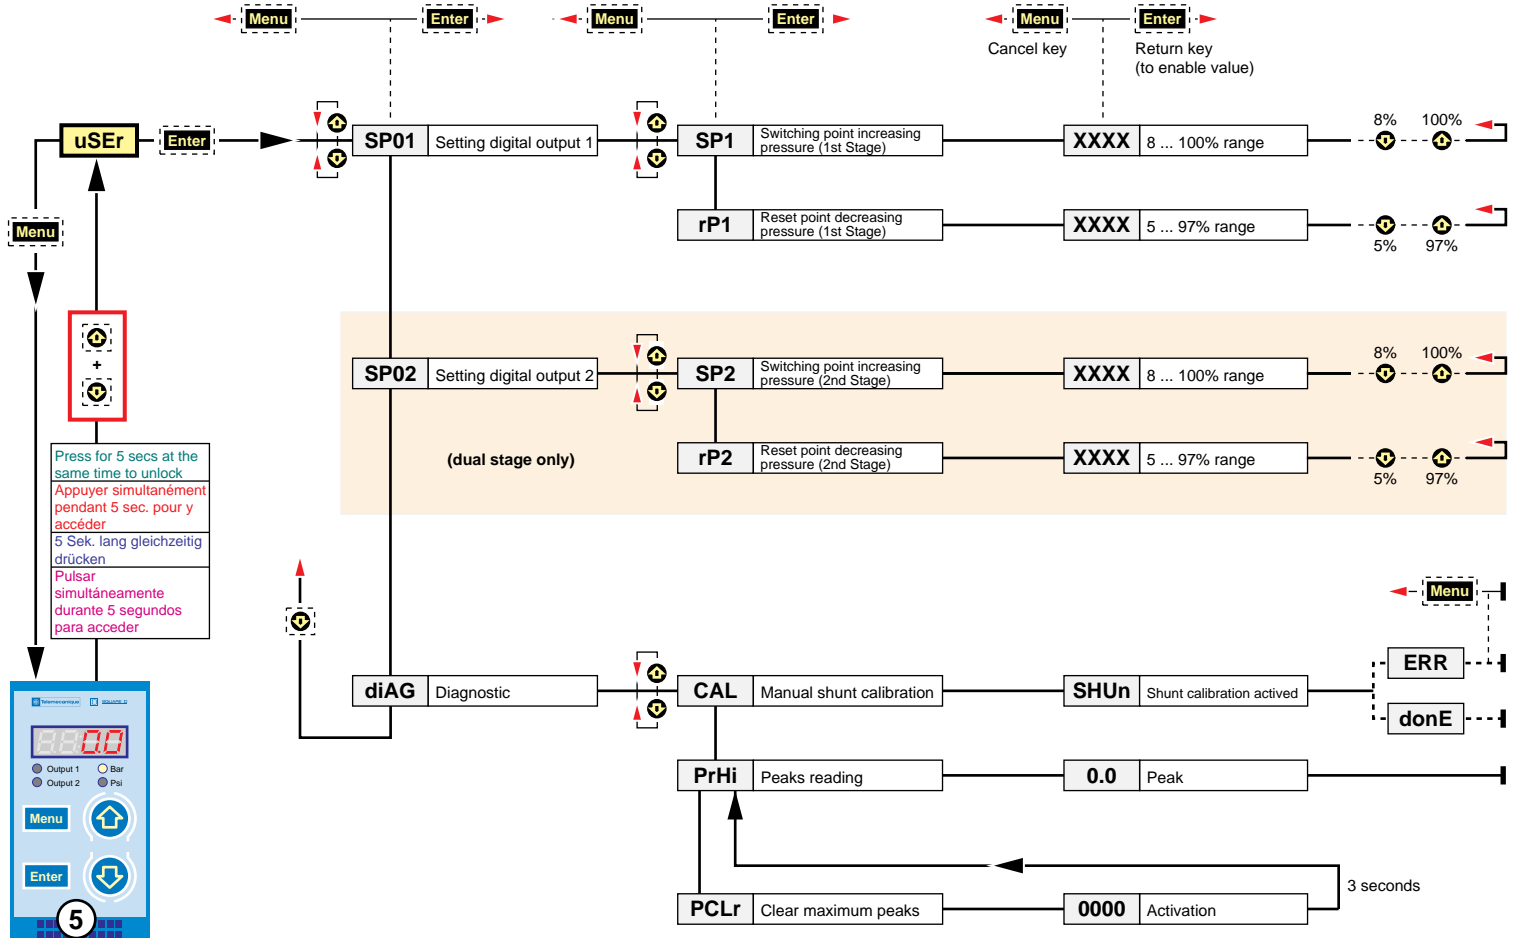 Menu Enter Menu Enter Menu Enter
Cancel key Return key
(to enable value)
uSEr Enter
SP01 Setting digital output 1
SP1 Switching point increasing
pressure (1st Stage)
XXXX 8 ... 100% range
8% 100%
Menu
rP1 Reset point decreasing
pressure (1st Stage)
XXXX 5 ... 97% range
5% 97%
+
SP02 Setting digital output 2
SP2 Switching point increasing
pressure (2nd Stage)
XXXX 8 ... 100% range
8% 100%
(dual stage only)
rP2 Reset point decreasing
pressure (2nd Stage)
XXXX 5 ... 97% range
5% 97%
Press for 5 secs at the
same time to unlock
Appuyer simultanément
pendant 5 sec. pour y
accéder
5 Sek. lang gleichzeitig
drücken
Pulsar
simultáneamente
durante 5 segundos
para acceder
Menu
diAG Diagnostic
CAL Manual shunt calibration
SHUn Shunt calibration actived
ERR
donE
PrHi Peaks reading
0.0 Peak
3 seconds
PCLr Clear maximum peaks
0000 Activation
Telemecanique SQUARE D
0.0
Output 1 Bar
Output 2 Psi
Menu
Enter
5